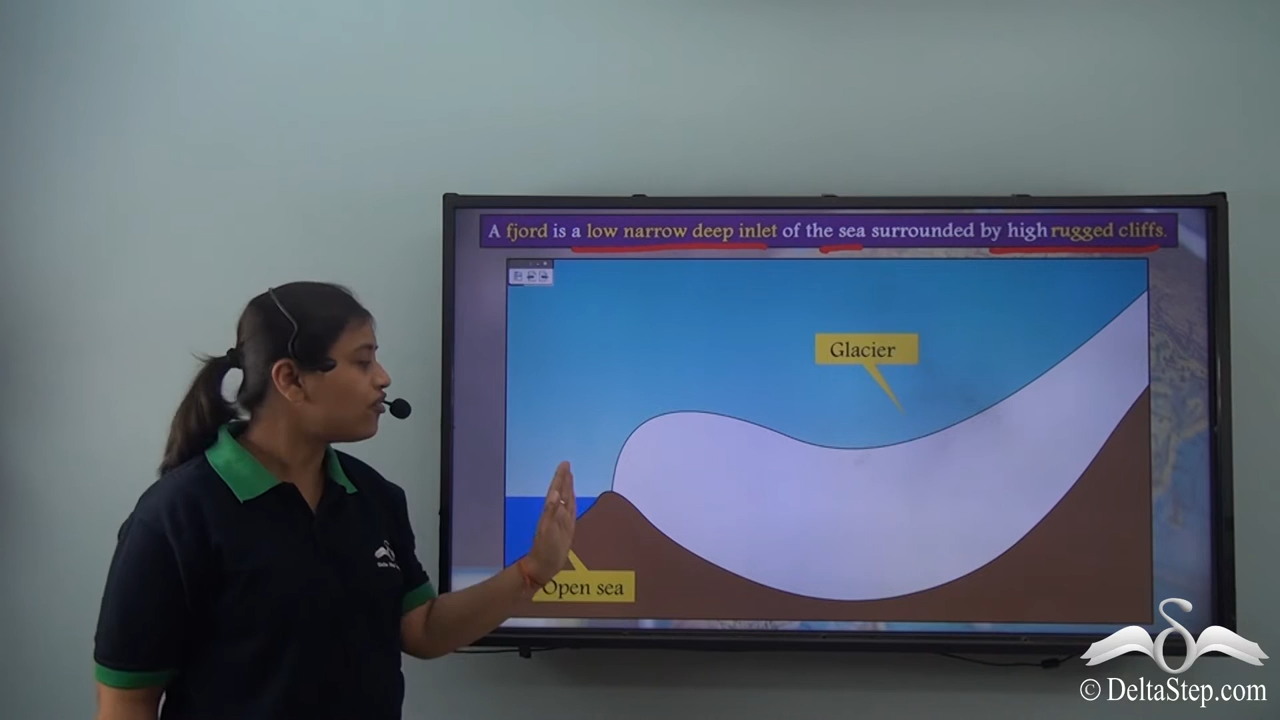 A fjord is a low narrow deep inlet of the sea surrounded by high rugged cliffs.
Glacier
Open sea
© DeltaStep.com